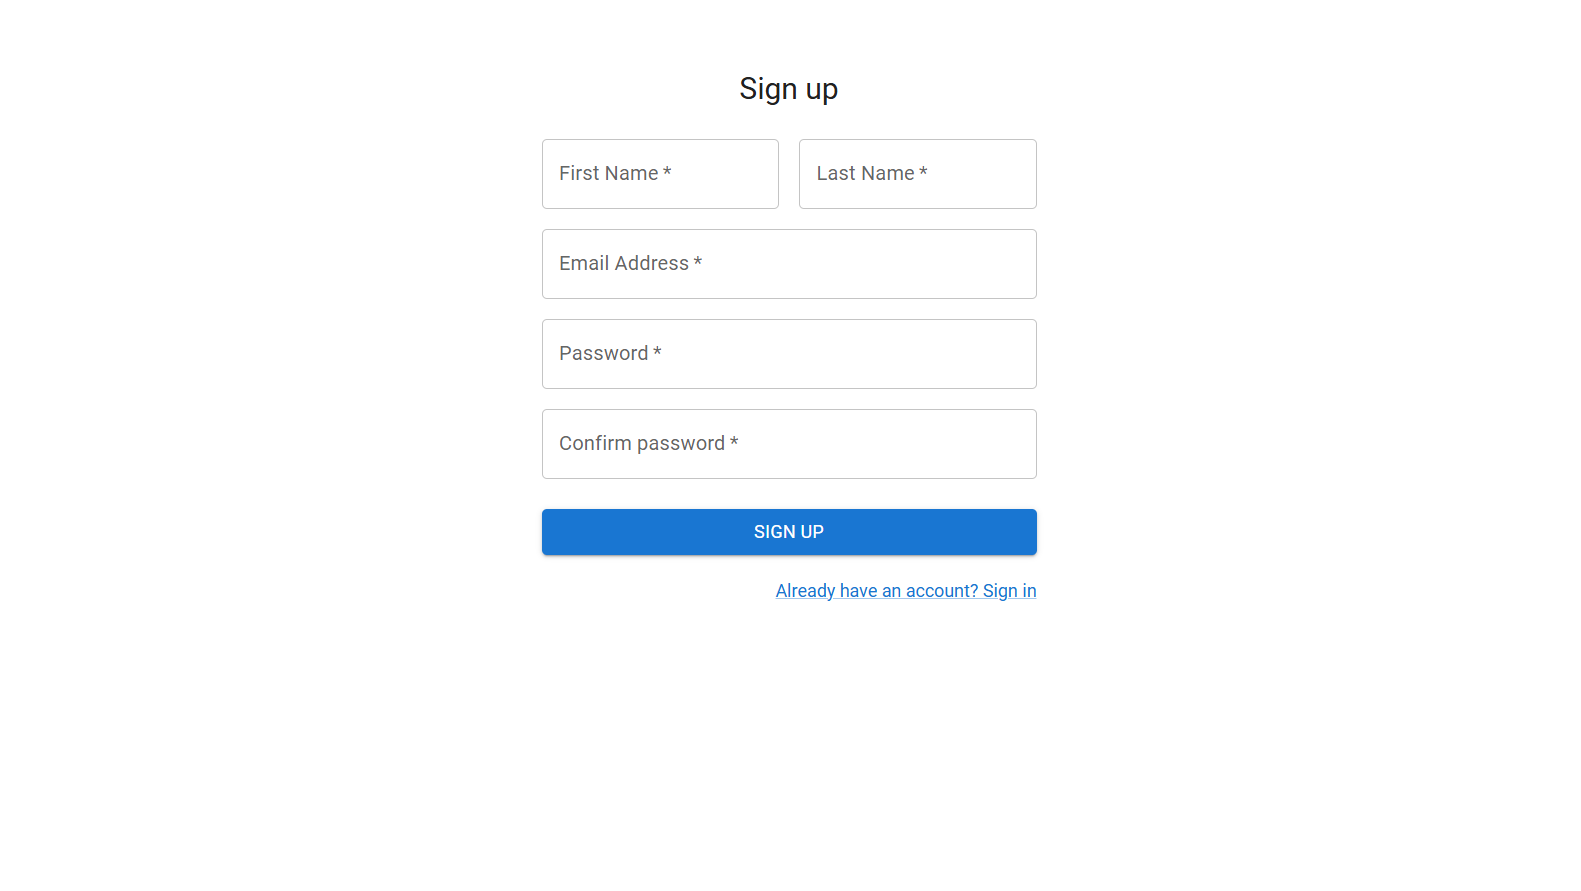 Sign up
First Name *
Last Name *
Email Address *
Password *
Confirm password *
SIGN UP
Already have an account? Sign in